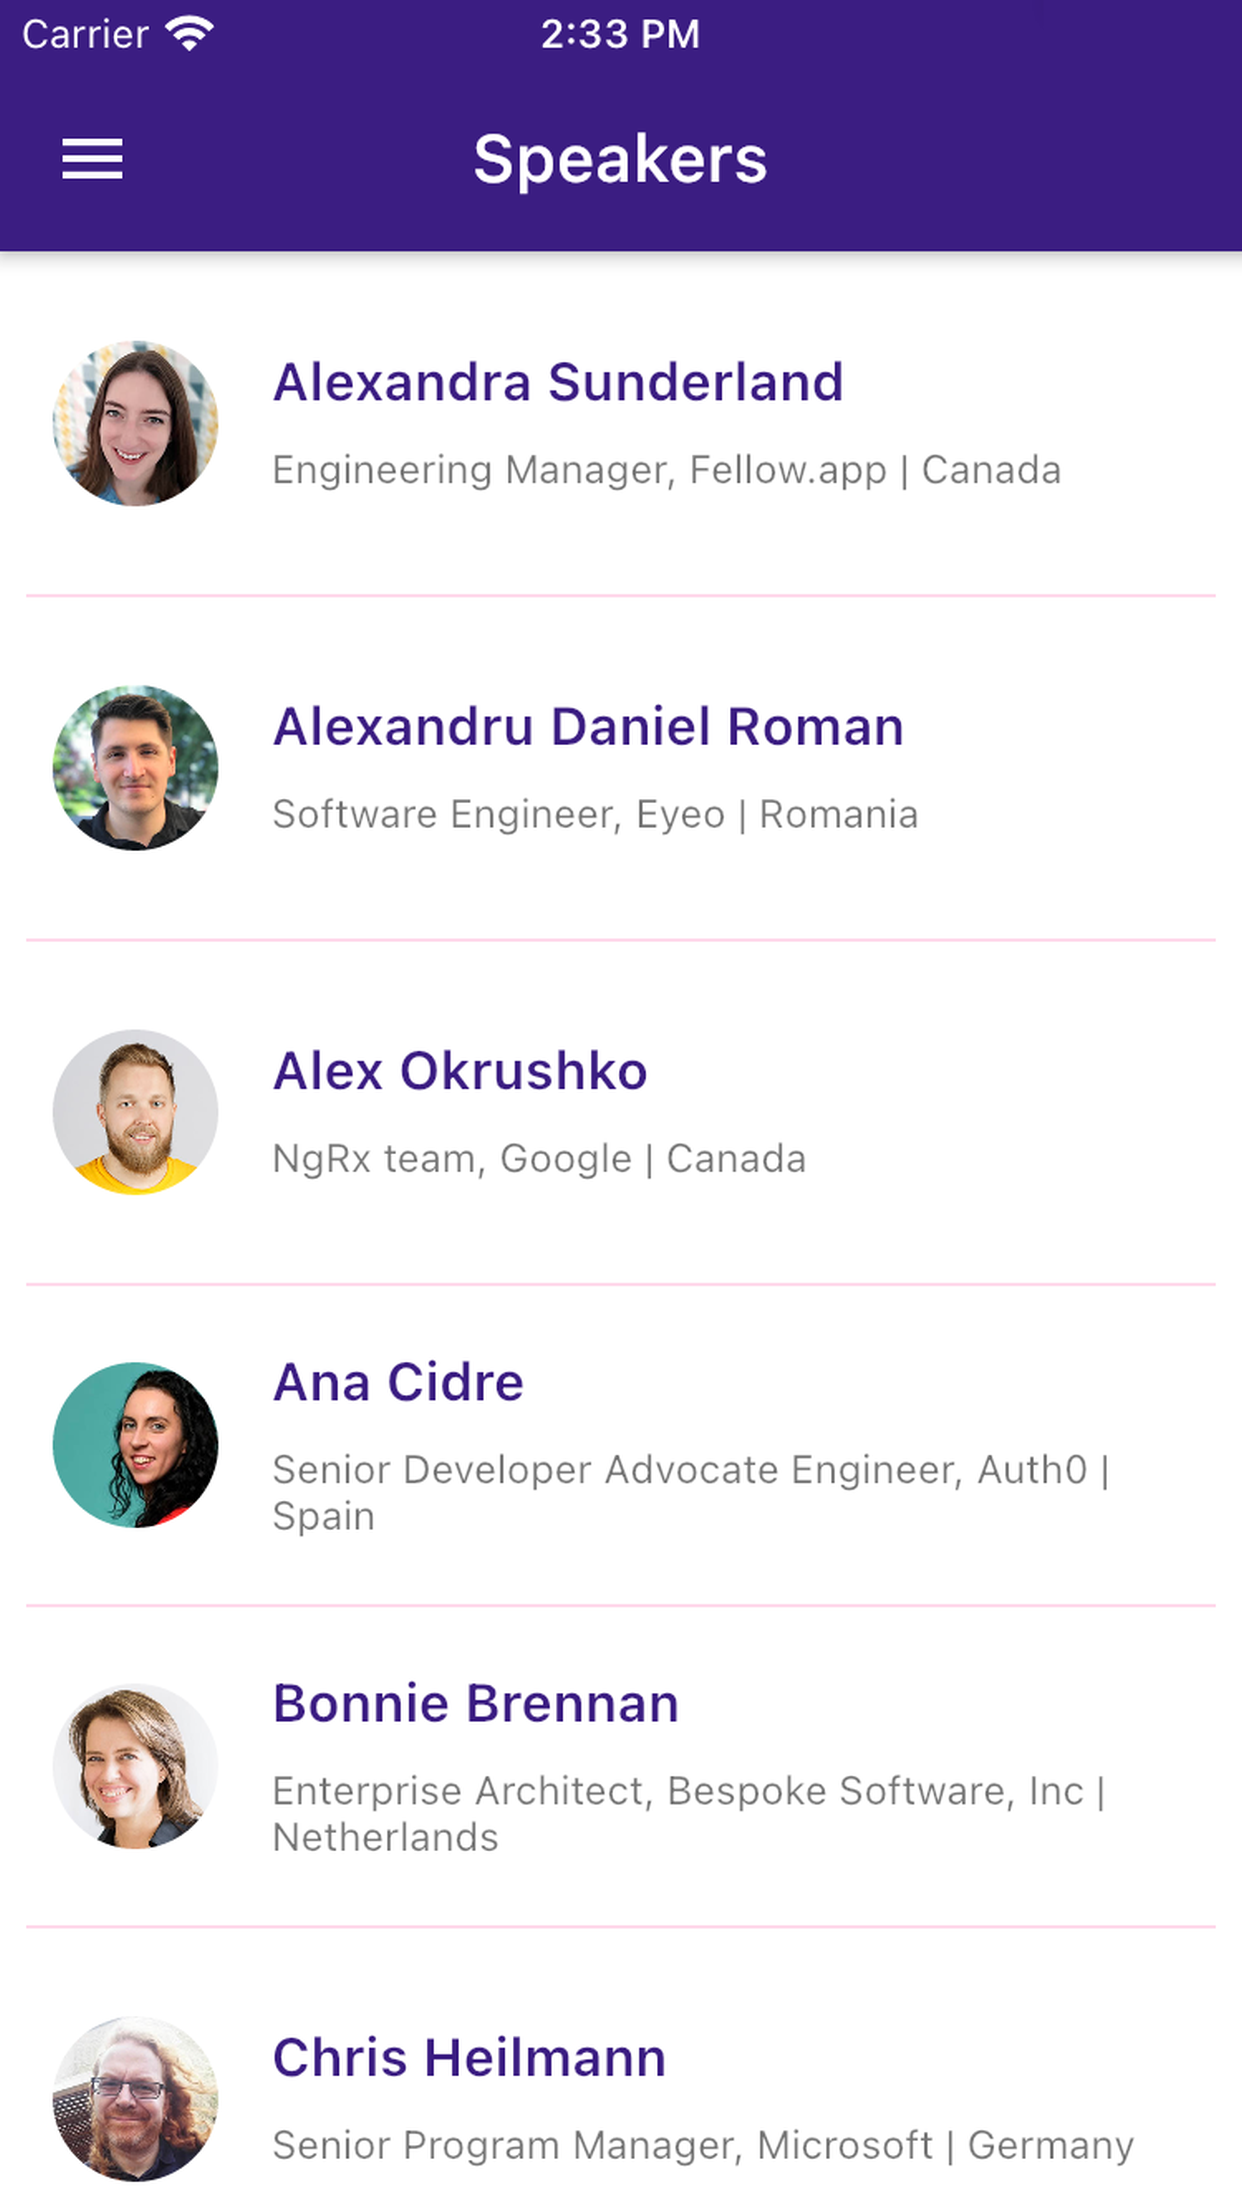 Carrier 2:33 PM
Speakers
Alexandra Sunderland
Engineering Manager, Fellow.app | Canada
Alexandru Daniel Roman
Software Engineer, Eyeo | Romania
Alex Okrushko
NgRx team, Google | Canada
Ana Cidre
Senior Developer Advocate Engineer, Auth0 |
Spain
Bonnie Brennan
Enterprise Architect, Bespoke Software, Inc |
Netherlands
Chris Heilmann
Senior Program Manager, Microsoft | Germany